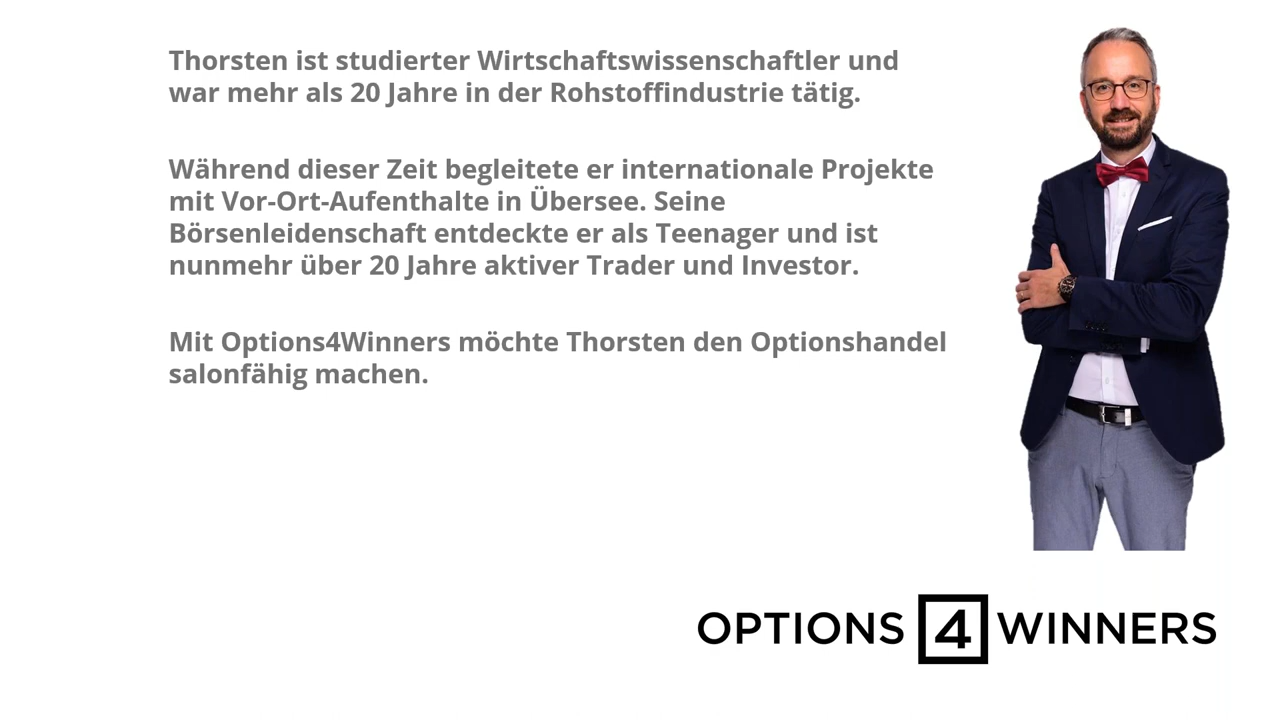 Thorsten ist studierter Wirtschaftswissenschaftler und
war mehr als 20 Jahre in der Rohstoffindustrie tätig.
Während dieser Zeit begleitete er internationale Projekte
mit Vor-Ort-Aufenthalte in Übersee. Seine
Börsenleidenschaft entdeckte er als Teenager und ist
nunmehr über 20 Jahre aktiver Trader und Investor.
Mit Options4Winners möchte Thorsten den Optionshandel
salonfähig machen.
OPTIONS 4 WINNERS